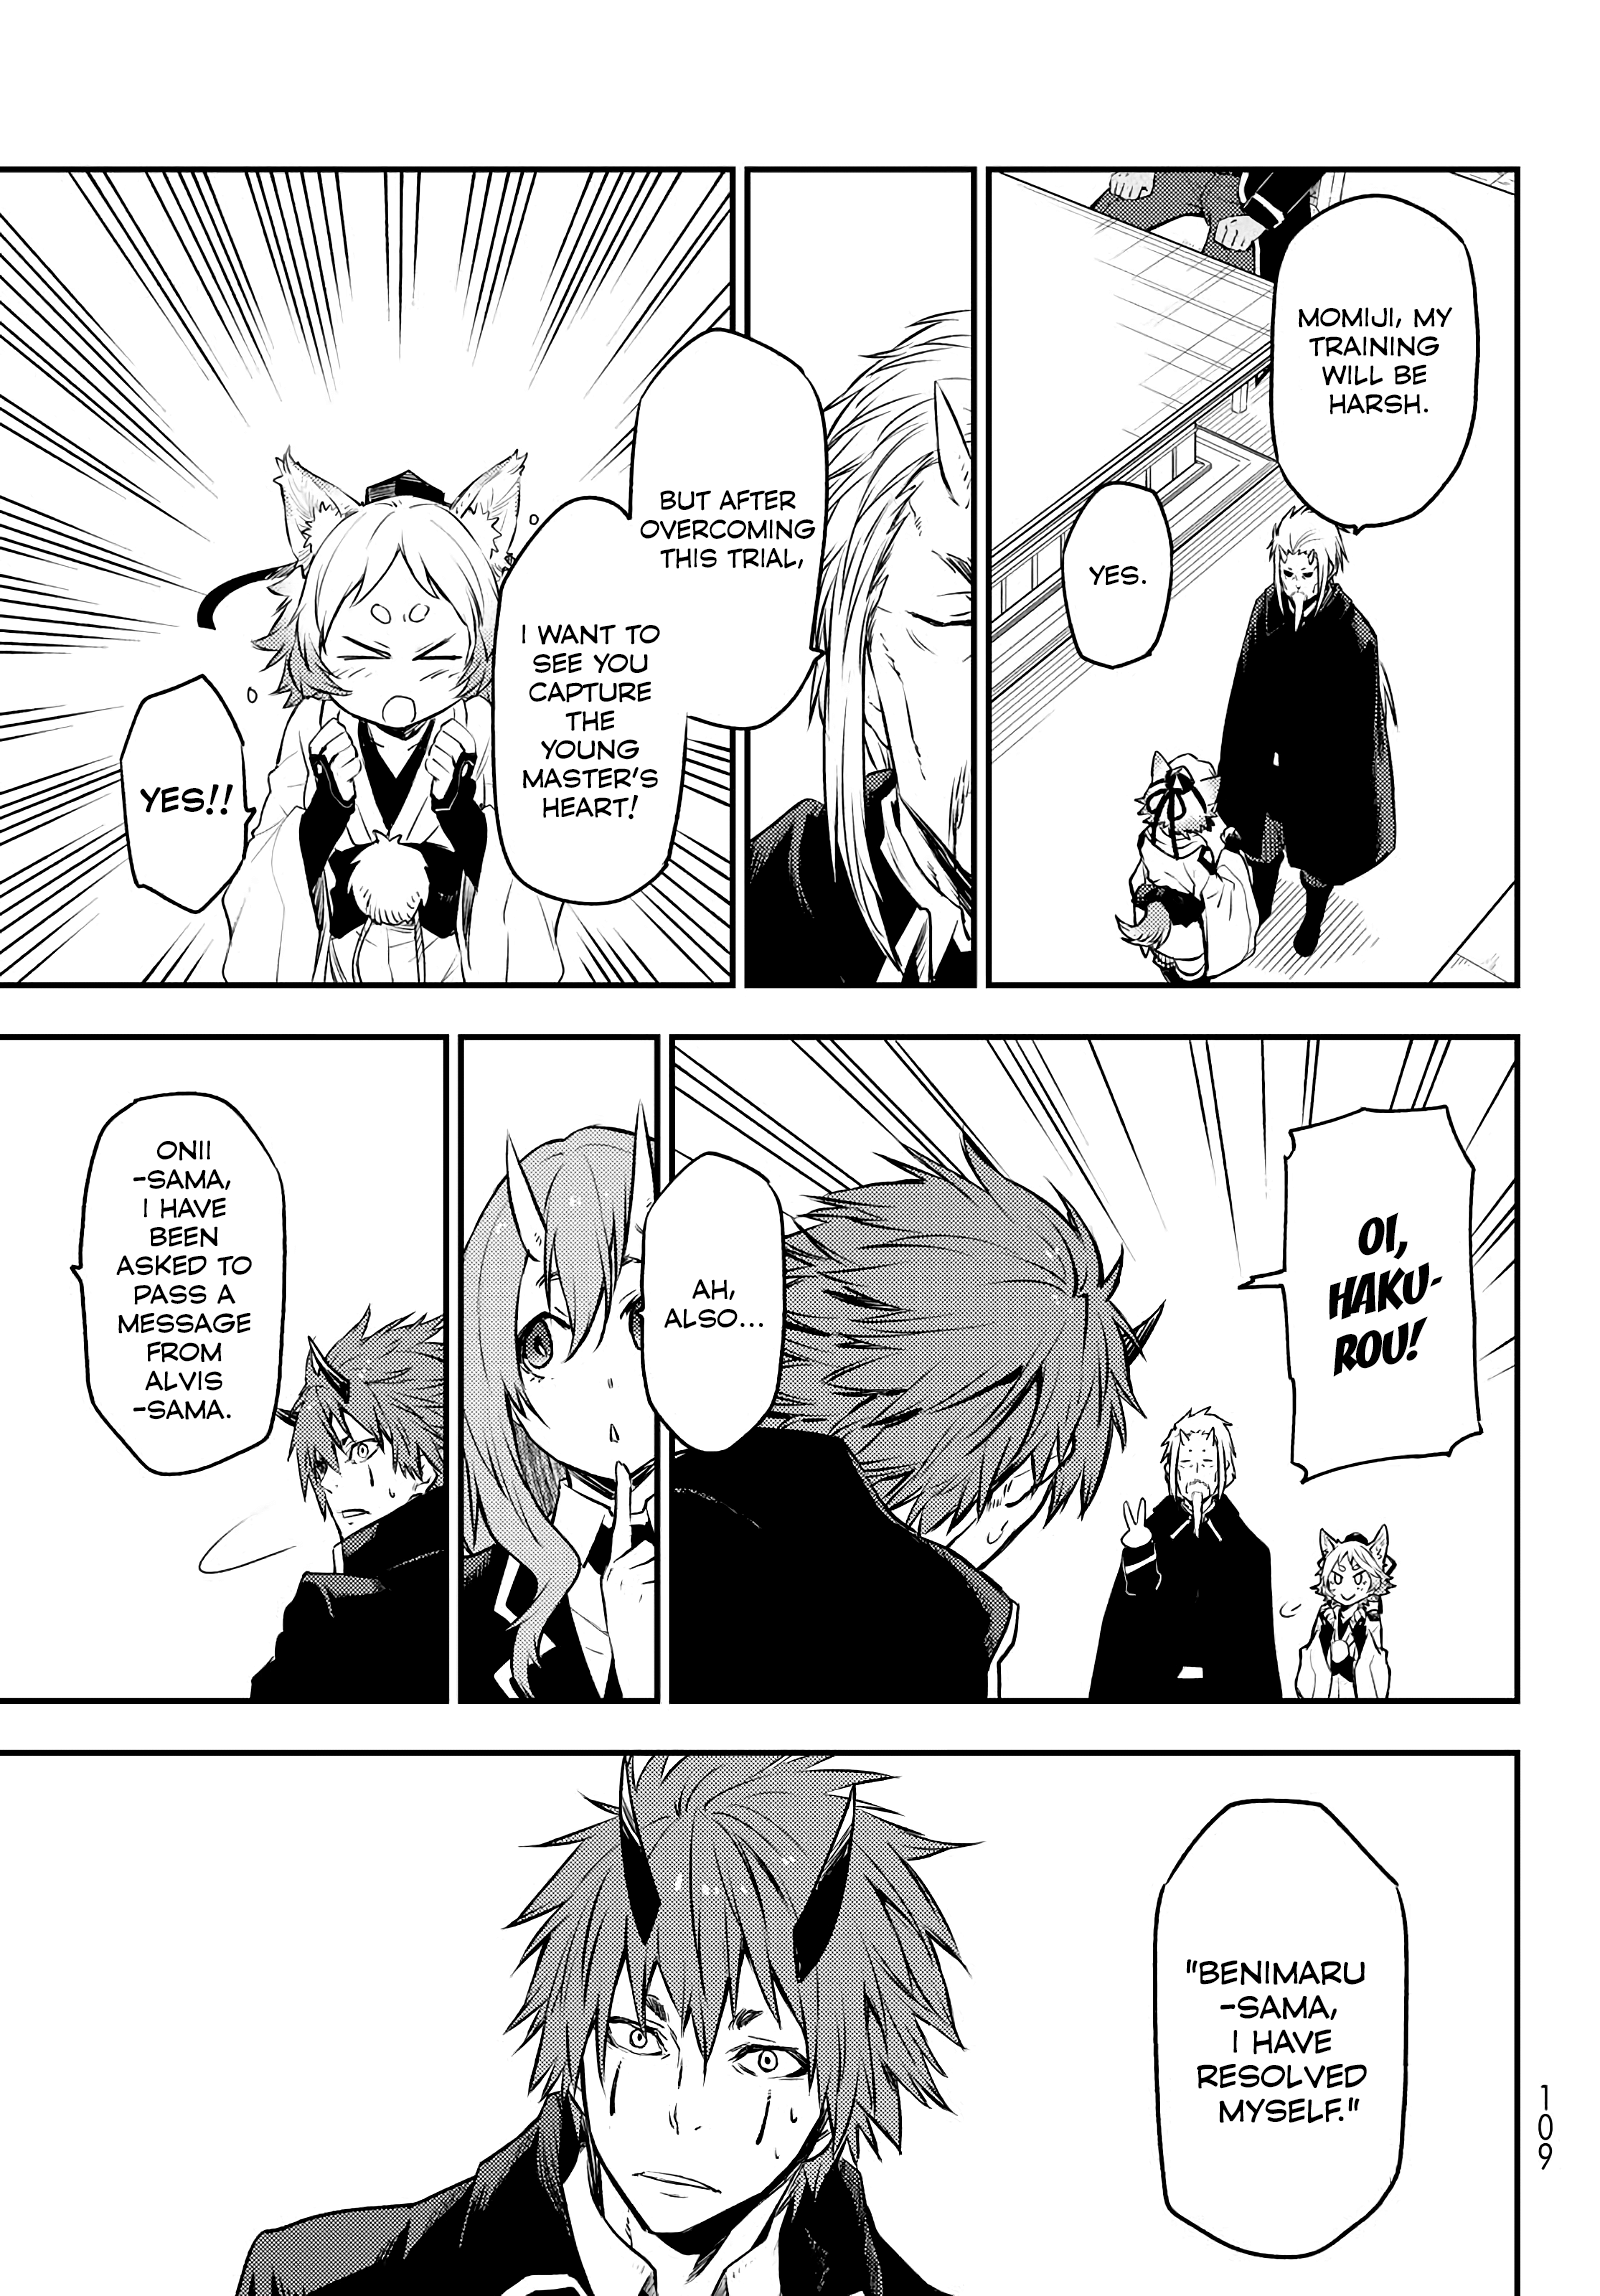 MOMIJI, MY
TRAINING
WILL BE
HARSH.
YES.
BUT AFTER
OVERCOMING
THIS TRIAL,
I WANT TO
SEE YOU
CAPTURE
THE
YOUNG
MASTER'S
HEART!
YES!!
OI,
HAKU-
ROU!
AH,
ALSO...
ONII
-SAMA,
I HAVE
BEEN
ASKED TO
PASS A
MESSAGE
FROM
ALVIS
-SAMA.
"BENIMARU
-SAMA,
I HAVE
RESOLVED
MYSELF."
109